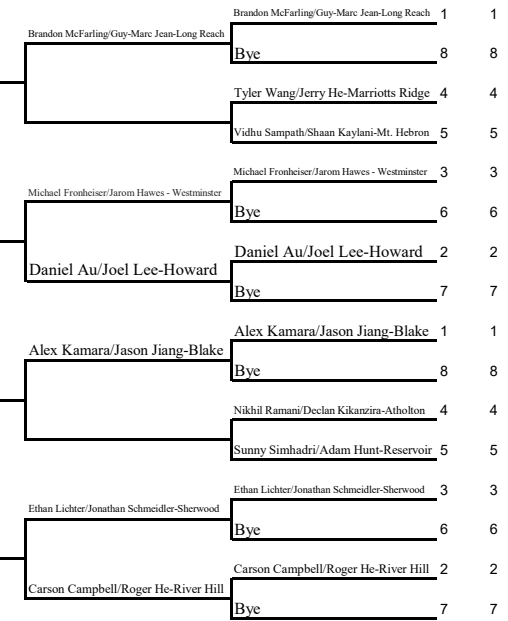 Brandon McFarling/Guy-Marc Jean-Long Reach 1 1
Brandon McFarling/Guy-Marc Jean-Long Reach
Bye 8 8
Tyler Wang/Jerry He-Marriotts Ridge 4 4
Vidhu Sampath/Shaan Kaylani-Mt. Hebron 5 5
Michael Fronheiser/Jarom Hawes - Westminster 3 3
Michael Fronheiser/Jarom Hawes - Westminster
Bye 6 6
Daniel Au/Joel Lee-Howard 2 2
Daniel Au/Joel Lee-Howard
Bye 7 7
Alex Kamara/Jason Jiang-Blake 1 1
Alex Kamara/Jason Jiang-Blake
Bye 8 8
Nikhil Ramani/Declan Kikanzira-Atholton 4 4
Sunny Simhadri/Adam Hunt-Reservoir 5 5
Ethan Lichter/Jonathan Schmeidler-Sherwood 3 3
Ethan Lichter/Jonathan Schmeidler-Sherwood
Bye 6 6
Carson Campbell/Roger He-River Hill 2 2
Carson Campbell/Roger He-River Hill
Bye 7 7